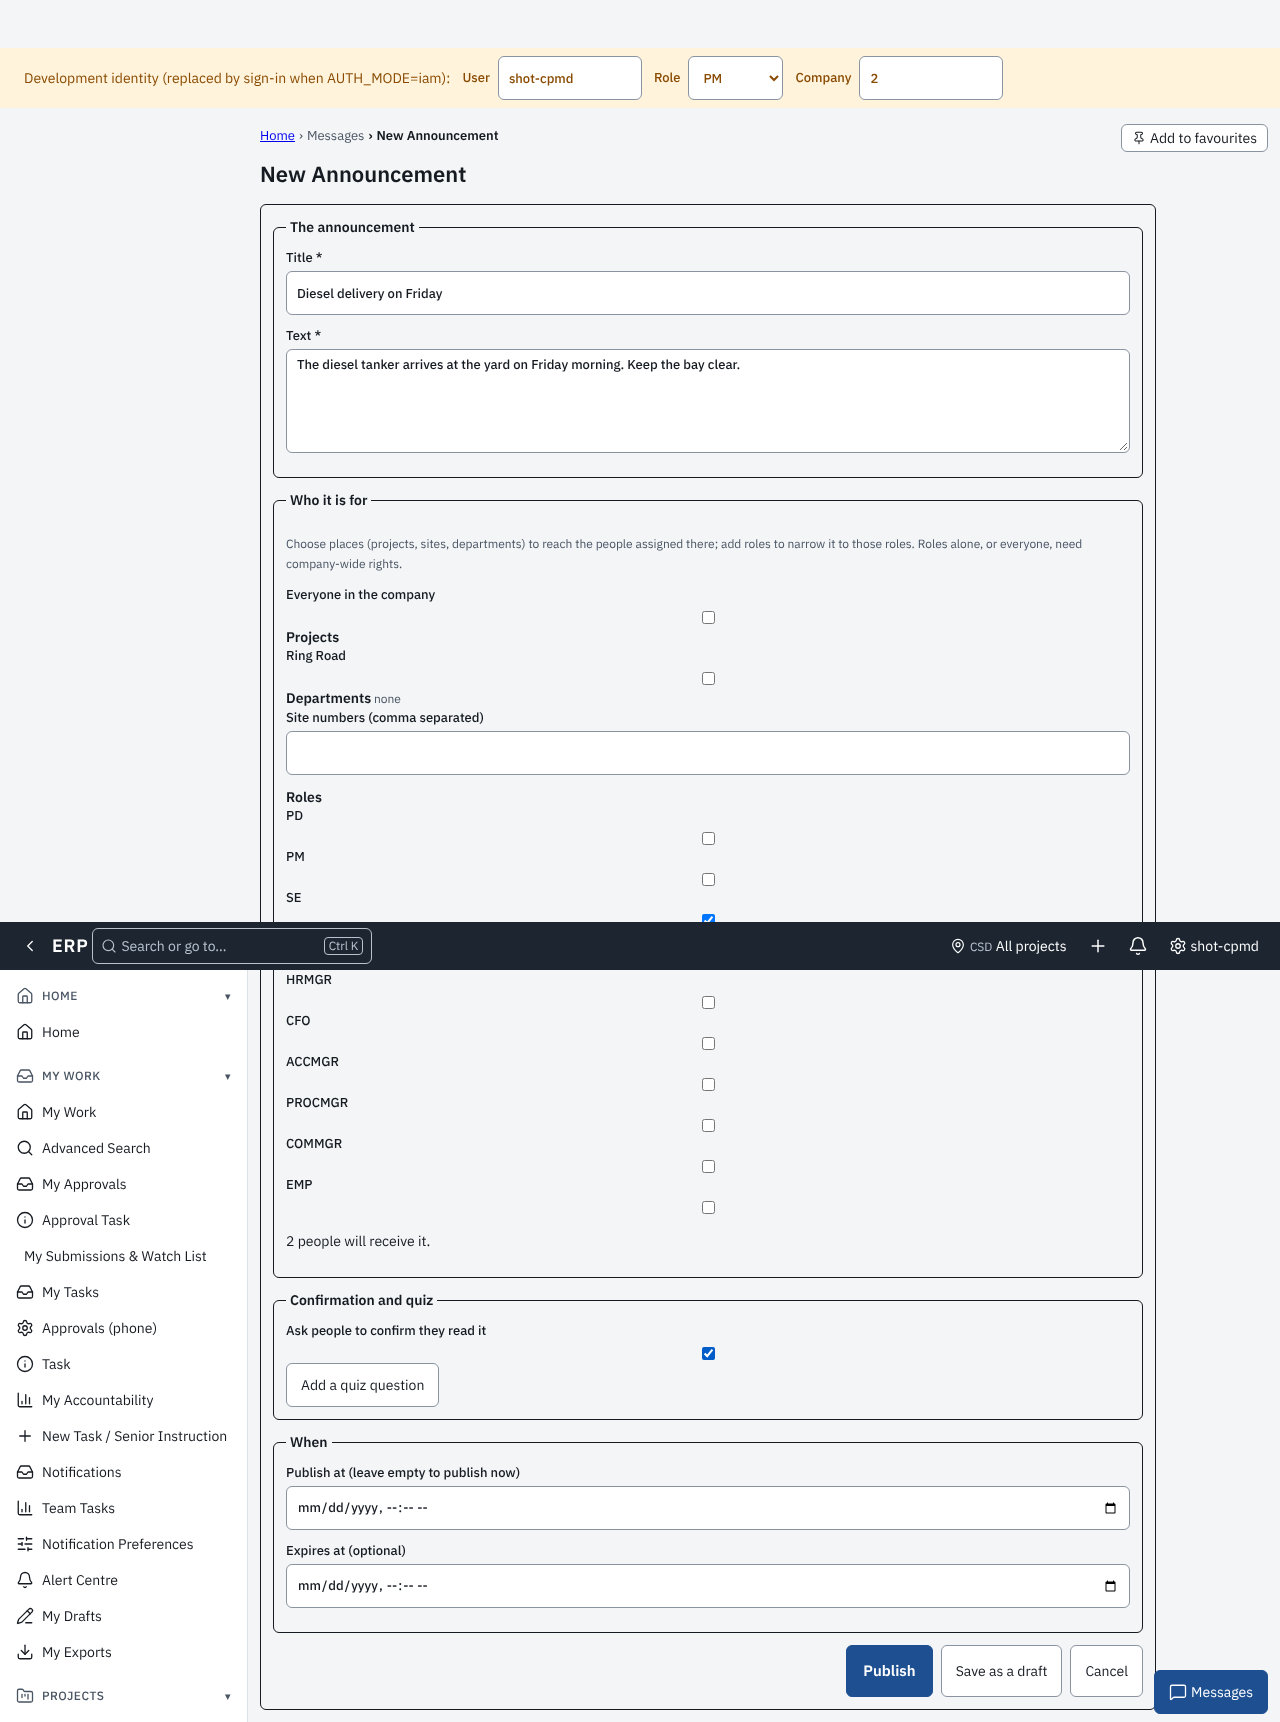 Development identity (replaced by sign-in when AUTH_MODE=iam): User shot-cpmd Role PM Company 2
Home › Messages › New Announcement
Add to favourites
New Announcement
The announcement
Title *
Diesel delivery on Friday
Text *
The diesel tanker arrives at the yard on Friday morning. Keep the bay clear.
Who it is for
Choose places (projects, sites, departments) to reach the people assigned there; add roles to narrow it to those roles. Roles alone, or everyone, need
company-wide rights.
Everyone in the company
Projects
Ring Road
Departments none
Site numbers (comma separated)
Roles
PD
PM
SE
ERP Search or go to... Ctrl K CSD All projects shot-cpmd
HRMGR
CFO
ACCMGR
PROCMGR
COMMGR
EMP
2 people will receive it.
Confirmation and quiz
Ask people to confirm they read it
Add a quiz question
When
Publish at (leave empty to publish now)
mm/dd/yyyy, --:-- --
Expires at (optional)
mm/dd/yyyy, --:-- --
Publish
Save as a draft
Cancel
HOME
Home
MY WORK
My Work
Advanced Search
My Approvals
Approval Task
My Submissions & Watch List
My Tasks
Approvals (phone)
Task
My Accountability
New Task / Senior Instruction
Notifications
Team Tasks
Notification Preferences
Alert Centre
My Drafts
My Exports
PROJECTS
Messages